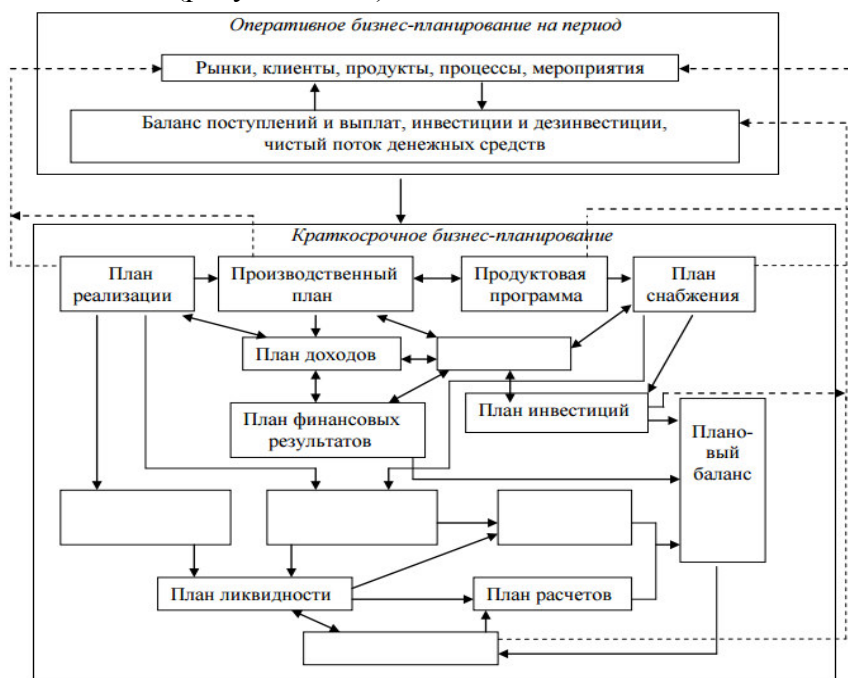 Оперативное бизнес-планирование на период
Рынки, клиенты, продукты, процессы, мероприятия
Баланс поступлений и выплат, инвестиции и дезинвестиции,
чистый поток денежных средств
Краткосрочное бизнес-планирование
План
реализации
Производственный
план
Продуктовая
программа
План
снабжения
План доходов
План финансовых
результатов
План инвестиций
Плано-
вый
баланс
План ликвидности
План расчетов